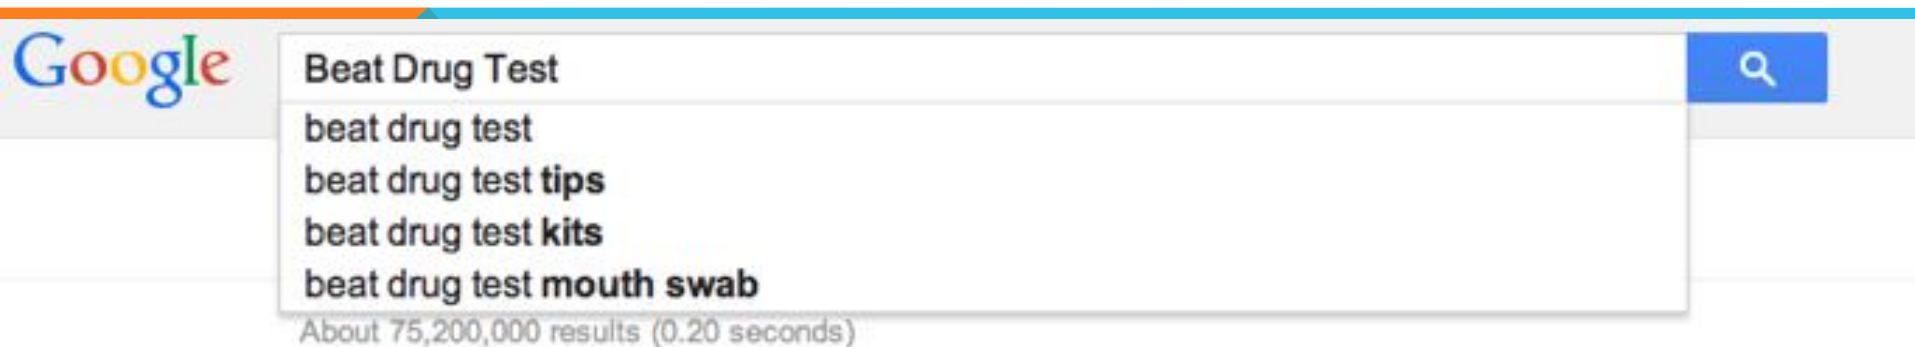 Google
Beat Drug Test
beat drug test
beat drug test tips
beat drug test kits
beat drug test mouth swab
About 75,200,000 results (0.20 seconds)